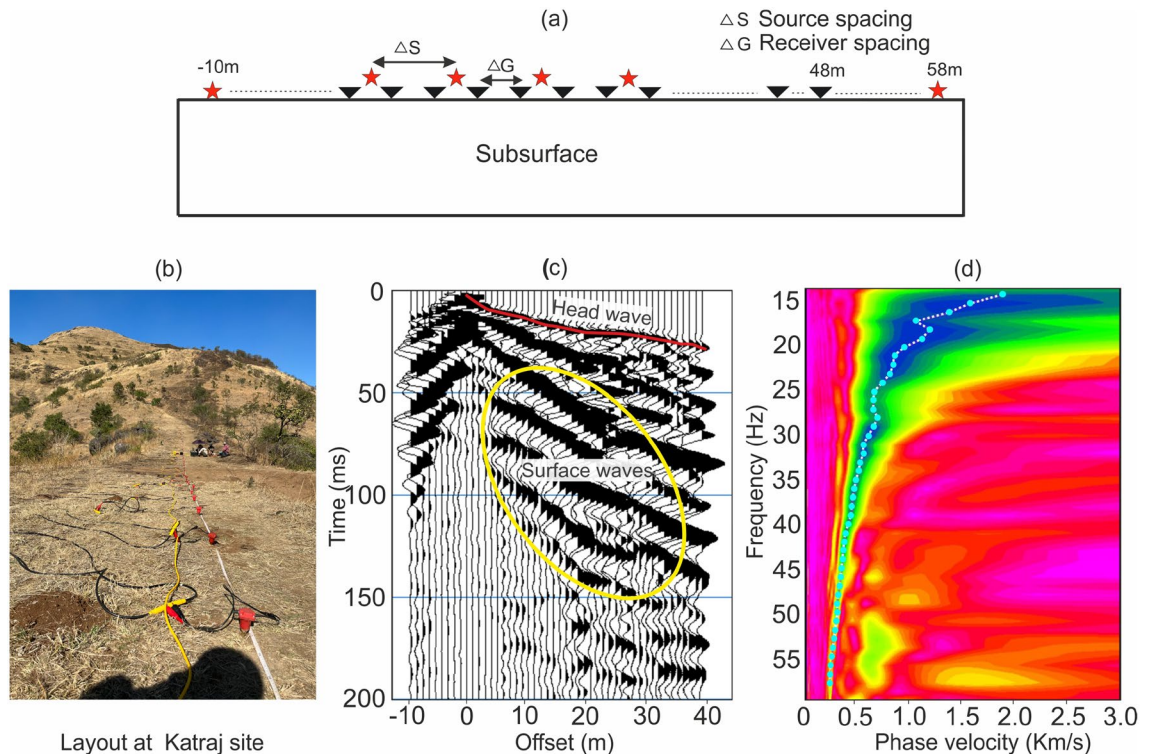 (a)
△S Source spacing
△G Receiver spacing
-10m
△S
△G
48m
58m
Subsurface
(b)
Layout at Katraj site
(c)
Head wave
Surface waves
Time (ms)
0
50
100
150
200
-10 0 10 20 30 40
Offset (m)
(d)
Frequency (Hz)
15
20
25
30
35
40
45
50
55
0 0.5 1.0 1.5 2.0 2.5 3.0
Phase velocity (Km/s)